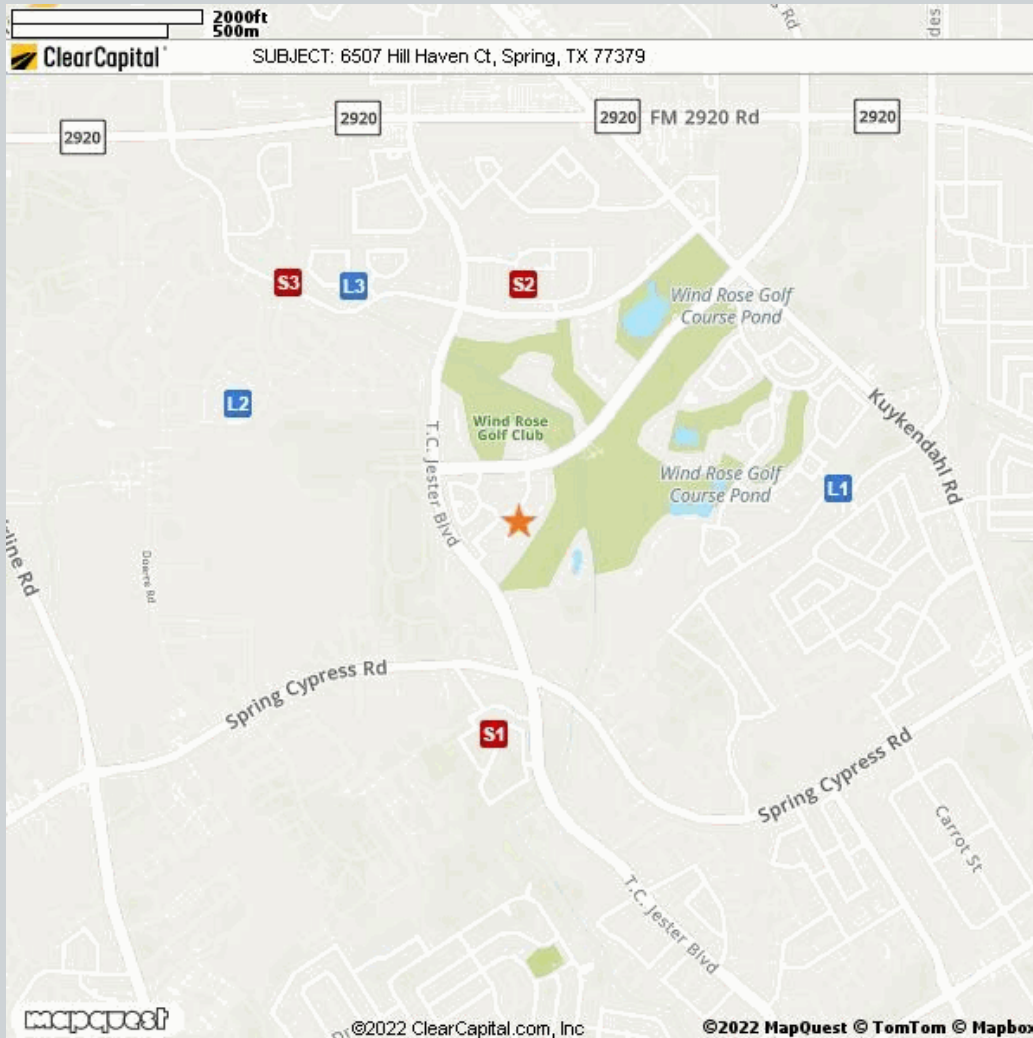 2000ft
500m
ClearCapital
SUBJECT: 6507 Hill Haven Ct, Spring, TX 77379
2920
2920
2920
FM 2920 Rd
2920
S3
L3
S2
Wind Rose Golf
Course Pond
L2
Kuykendahl Rd
Wind Rose
Golf Club
T.C. Jester Blvd
Wind Rose Golf
Course Pond
L1
Spring Cypress Rd
S1
Spring Cypress Rd
Carrot St
T.C. Jester Blvd
mapquest
©2022 ClearCapital.com, Inc
©2022 MapQuest © TomTom © Mapbox